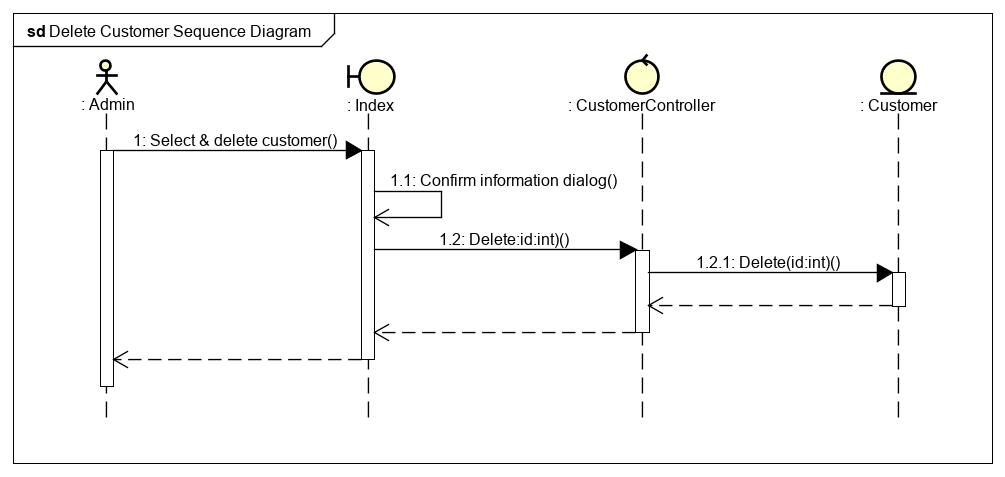 sd Delete Customer Sequence Diagram
: Admin
: Index
: CustomerController
: Customer
1: Select & delete customer()
1.1: Confirm information dialog()
1.2: Delete:id:int)()
1.2.1: Delete(id:int)()